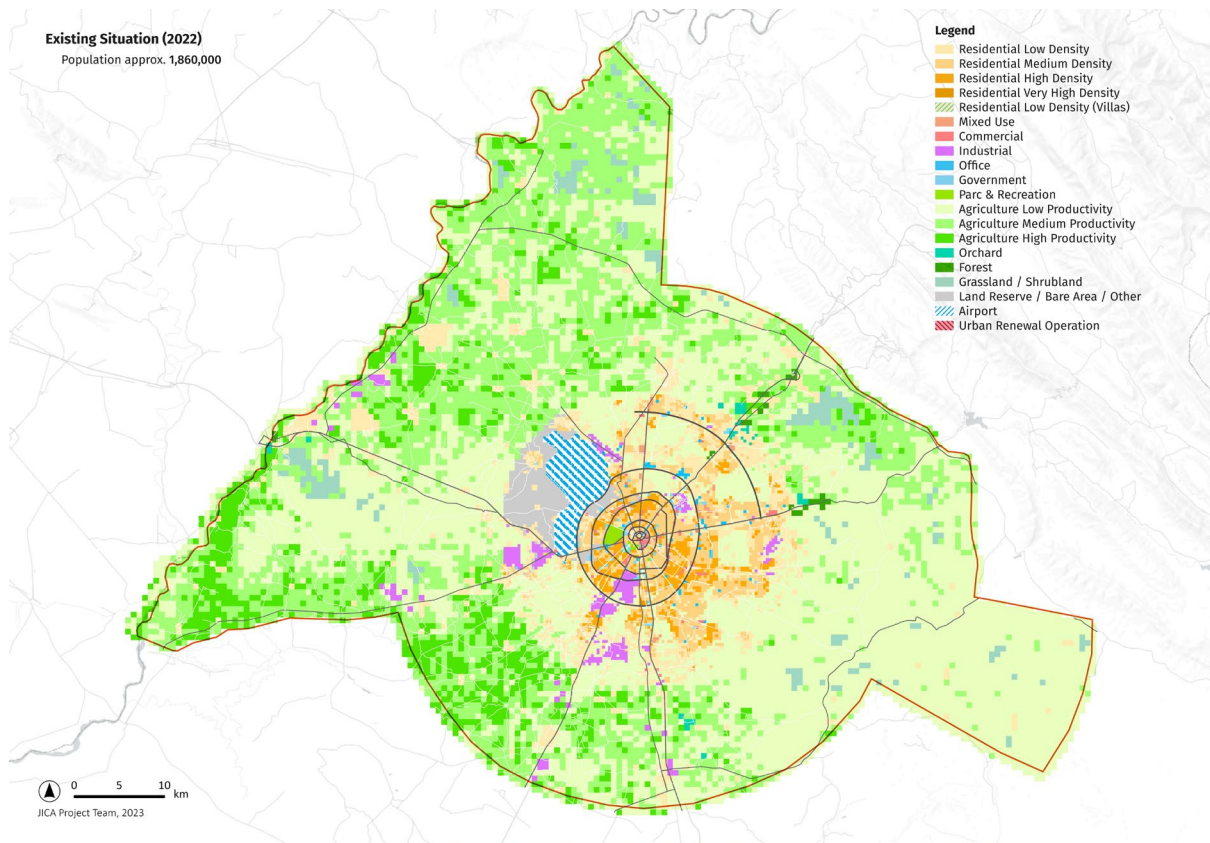 Existing Situation (2022)
Population approx. 1,860,000
Legend
Residential Low Density
Residential Medium Density
Residential High Density
Residential Very High Density
Residential Low Density (Villas)
Mixed Use
Commercial
Industrial
Office
Government
Parc & Recreation
Agriculture Low Productivity
Agriculture Medium Productivity
Agriculture High Productivity
Orchard
Forest
Grassland / Shrubland
Land Reserve / Bare Area / Other
Airport
Urban Renewal Operation
0 5 10
km
JICA Project Team, 2023